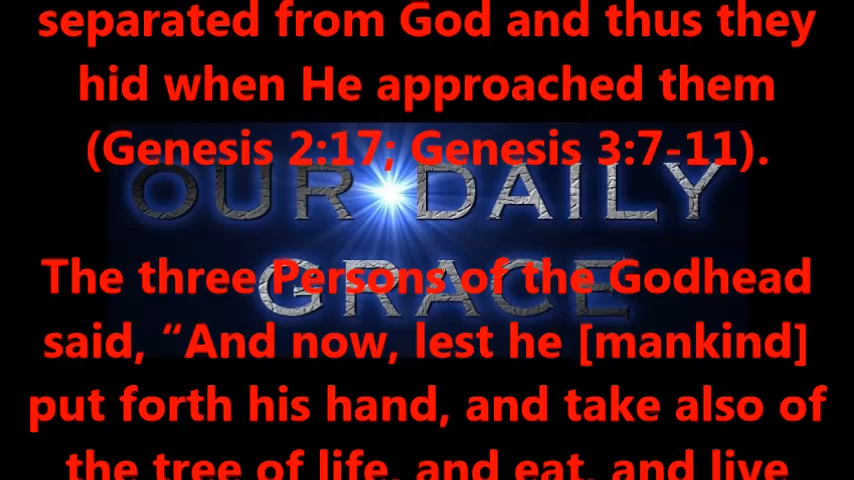 separated from God and thus they
hid when He approached them
(Genesis 2:17; Genesis 3:7-11).
OUR DAILY
GRACE
The three Persons of the Godhead
said, “And now, lest he [mankind]
put forth his hand, and take also of
the tree of life, and eat, and live